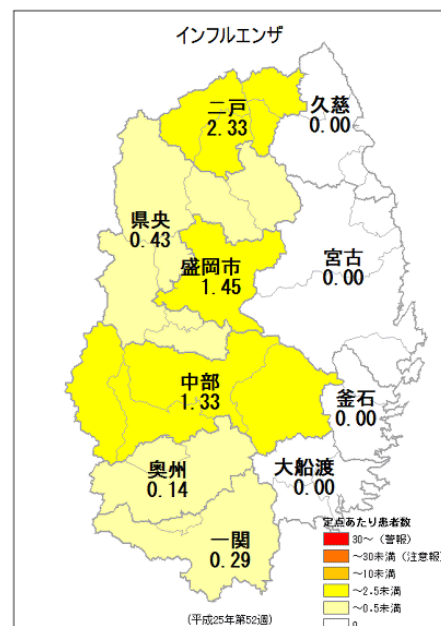 インフルエンザ
二戸
2.33
久慈
0.00
県央
0.43
盛岡市
1.45
宮古
0.00
中部
1.33
釜石
0.00
奥州
0.14
大船渡
0.00
一関
0.29
定点あたり患者数
30～（警報）
～30未満（注意報）
～10未満
～2.5未満
～0.5未満
0
(平成25年第52週)